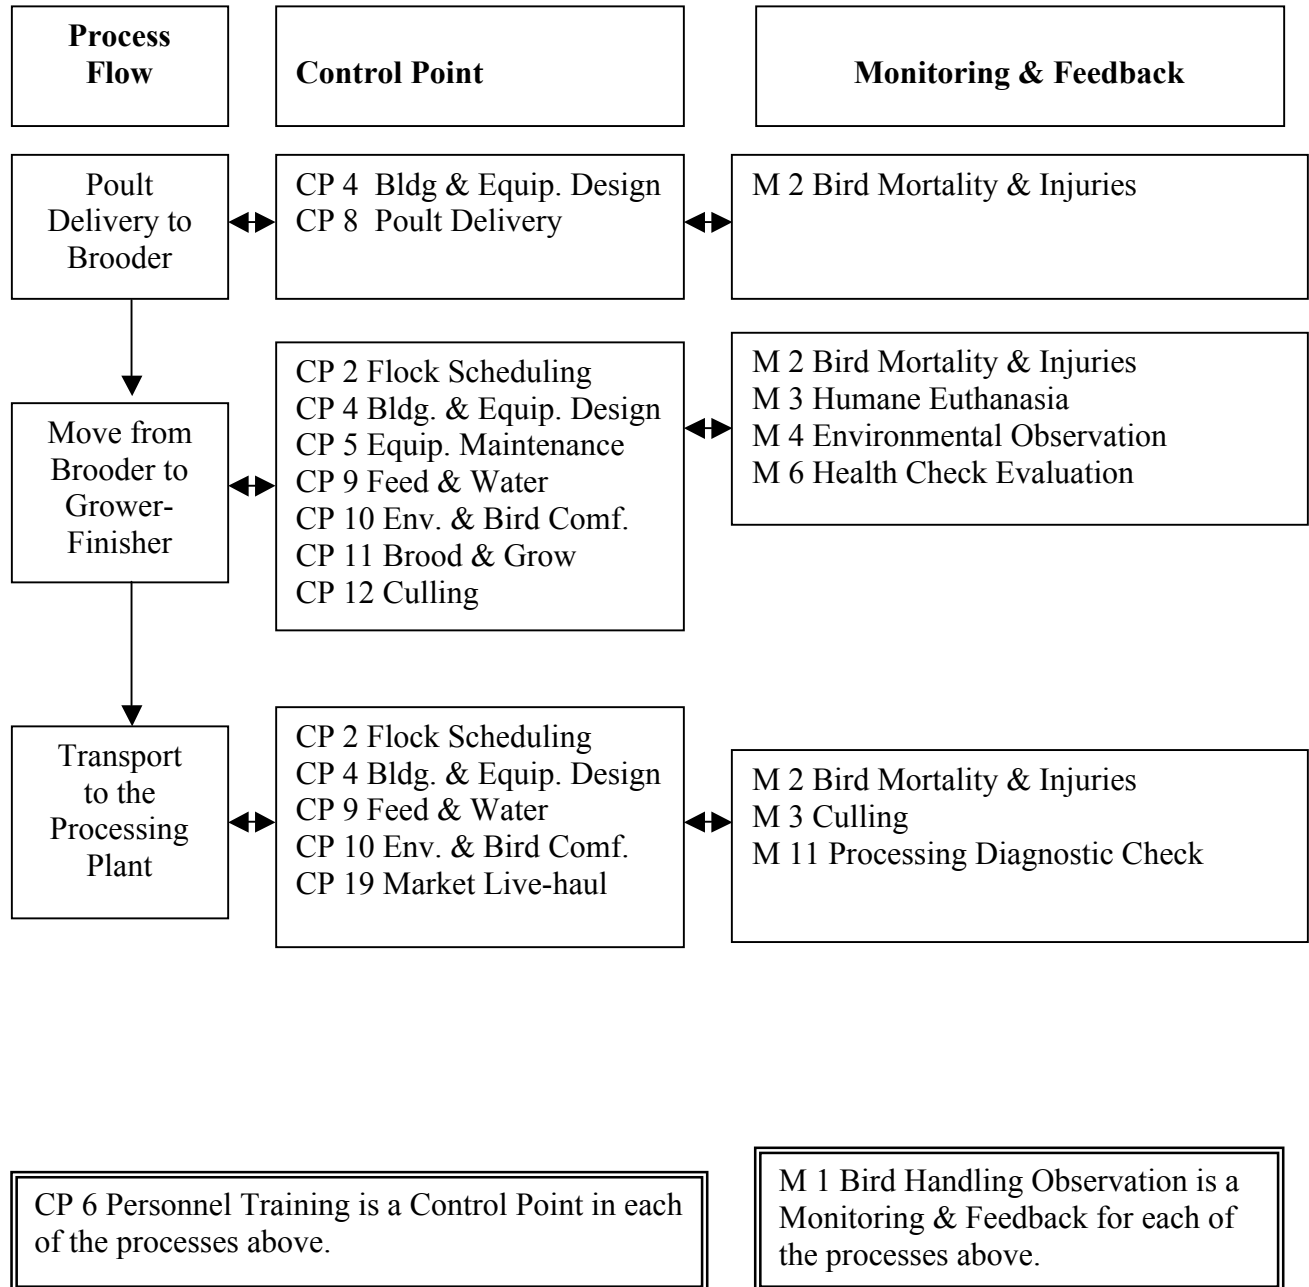 Process
Flow
Control Point
Monitoring & Feedback
Poult
Delivery to
Brooder
CP 4 Bldg & Equip. Design
CP 8 Poult Delivery
M 2 Bird Mortality & Injuries
Move from
Brooder to
Grower-
Finisher
CP 2 Flock Scheduling
CP 4 Bldg. & Equip. Design
CP 5 Equip. Maintenance
CP 9 Feed & Water
CP 10 Env. & Bird Comf.
CP 11 Brood & Grow
CP 12 Culling
M 2 Bird Mortality & Injuries
M 3 Humane Euthanasia
M 4 Environmental Observation
M 6 Health Check Evaluation
Transport
to the
Processing
Plant
CP 2 Flock Scheduling
CP 4 Bldg. & Equip. Design
CP 9 Feed & Water
CP 10 Env. & Bird Comf.
CP 19 Market Live-haul
M 2 Bird Mortality & Injuries
M 3 Culling
M 11 Processing Diagnostic Check
CP 6 Personnel Training is a Control Point in each
of the processes above.
M 1 Bird Handling Observation is a
Monitoring & Feedback for each of
the processes above.